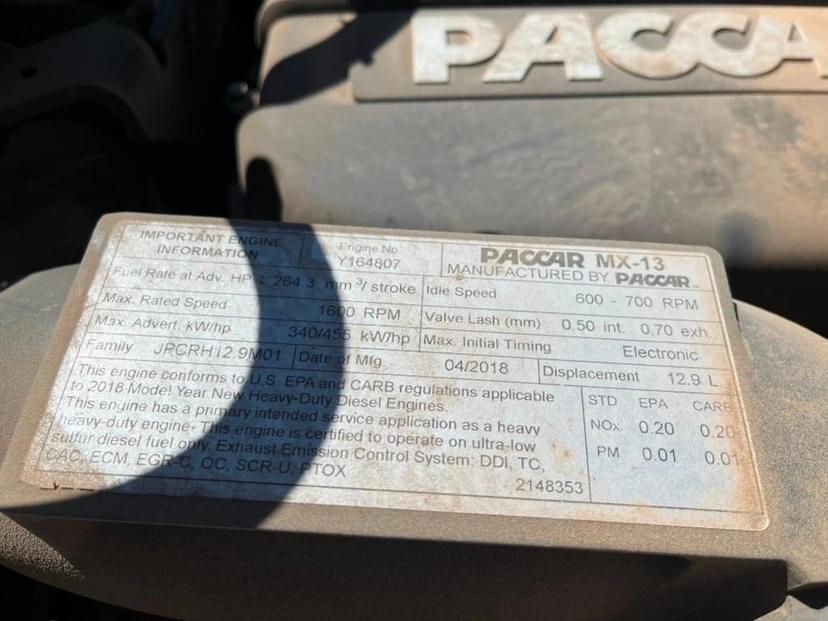 PACCA
IMPORTANT ENGINE INFORMATION
Engine No Y164807
PACCAR MX-13
MANUFACTURED BY PACCAR
Fuel Rate at Adv. HP : 264.3 mm³/ stroke
Idle Speed 600 - 700 RPM
Max. Rated Speed 1600 RPM
Valve Lash (mm) 0.50 int. 0.70 exh.
Max. Advert. kW/hp 340/455 kW/hp
Max. Initial Timing Electronic
Family JPCRH12.9M01
Date of Mfg. 04/2018
Displacement 12.9 L
This engine conforms to U.S. EPA and CARB regulations applicable
to 2018 Model Year New Heavy-Duty Diesel Engines.
This engine has a primary intended service application as a heavy
heavy-duty engine. This engine is certified to operate on ultra-low
sulfur diesel fuel only. Exhaust Emission Control System: DDI, TC,
CAC, ECM, EGR-C, OC, SCR-U, PTOX
2148353
STD EPA CARB
NOx 0.20 0.20
PM 0.01 0.01